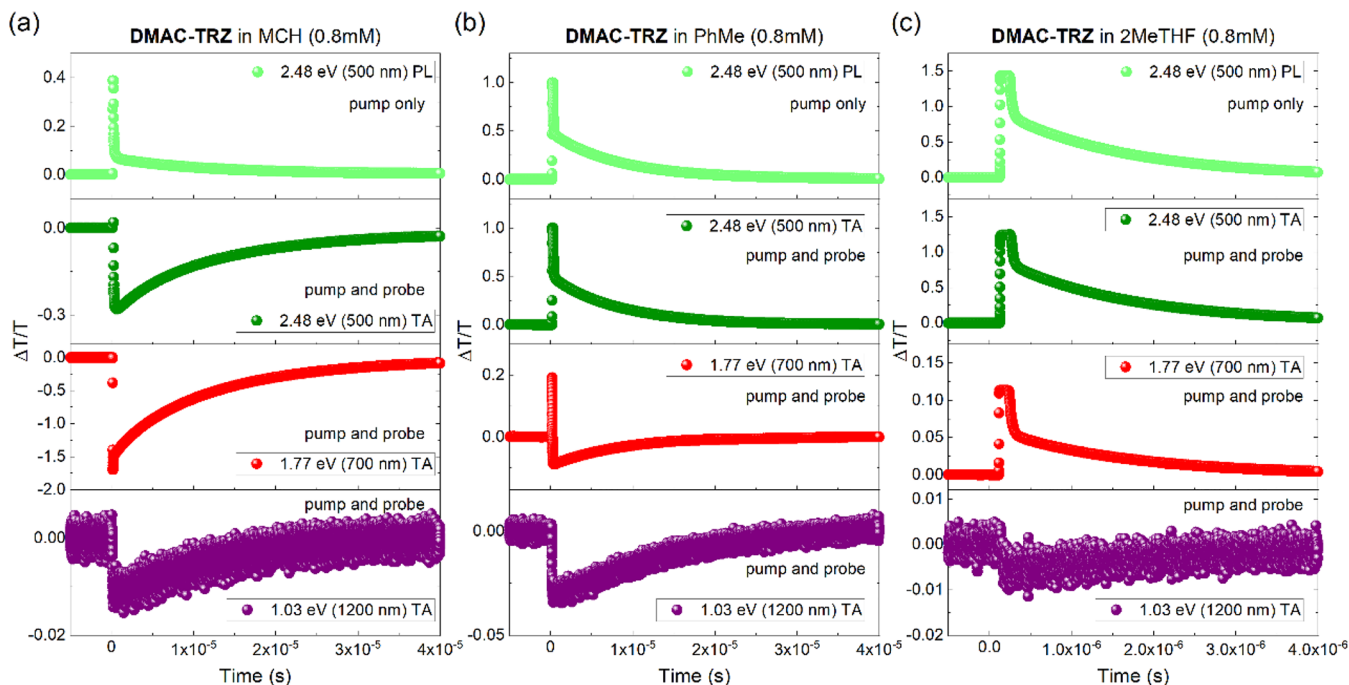 (a)
DMAC-TRZ in MCH (0.8mM)
2.48 eV (500 nm) PL
pump only
0.4
0.2
0.0
0.0
pump and probe
-0.3
2.48 eV (500 nm) TA
ΔT/T
0.0
-0.5
-1.0
pump and probe
-1.5
1.77 eV (700 nm) TA
-2.0
pump and probe
0.00
1.03 eV (1200 nm) TA
-0.02
0
1x10⁻⁵
2x10⁻⁵
3x10⁻⁵
4x10⁻⁵
Time (s)
(b)
DMAC-TRZ in PhMe (0.8mM)
2.48 eV (500 nm) PL
1.0
pump only
0.5
0.0
2.48 eV (500 nm) TA
1.0
pump and probe
0.5
0.0
ΔT/T
1.77 eV (700 nm) TA
0.2
pump and probe
0.0
0.00
pump and probe
1.03 eV (1200 nm) TA
-0.05
0
1x10⁻⁵
2x10⁻⁵
3x10⁻⁵
4x10⁻⁵
Time (s)
(c)
DMAC-TRZ in 2MeTHF (0.8mM)
1.5
2.48 eV (500 nm) PL
1.0
pump only
0.5
0.0
1.5
2.48 eV (500 nm) TA
1.0
pump and probe
0.5
0.0
ΔT/T
0.15
1.77 eV (700 nm) TA
0.10
pump and probe
0.05
0.00
0.01
pump and probe
0.00
-0.01
1.03 eV (1200 nm) TA
-0.02
0.0
1.0x10⁻⁶
2.0x10⁻⁶
3.0x10⁻⁶
4.0x10⁻⁶
Time (s)